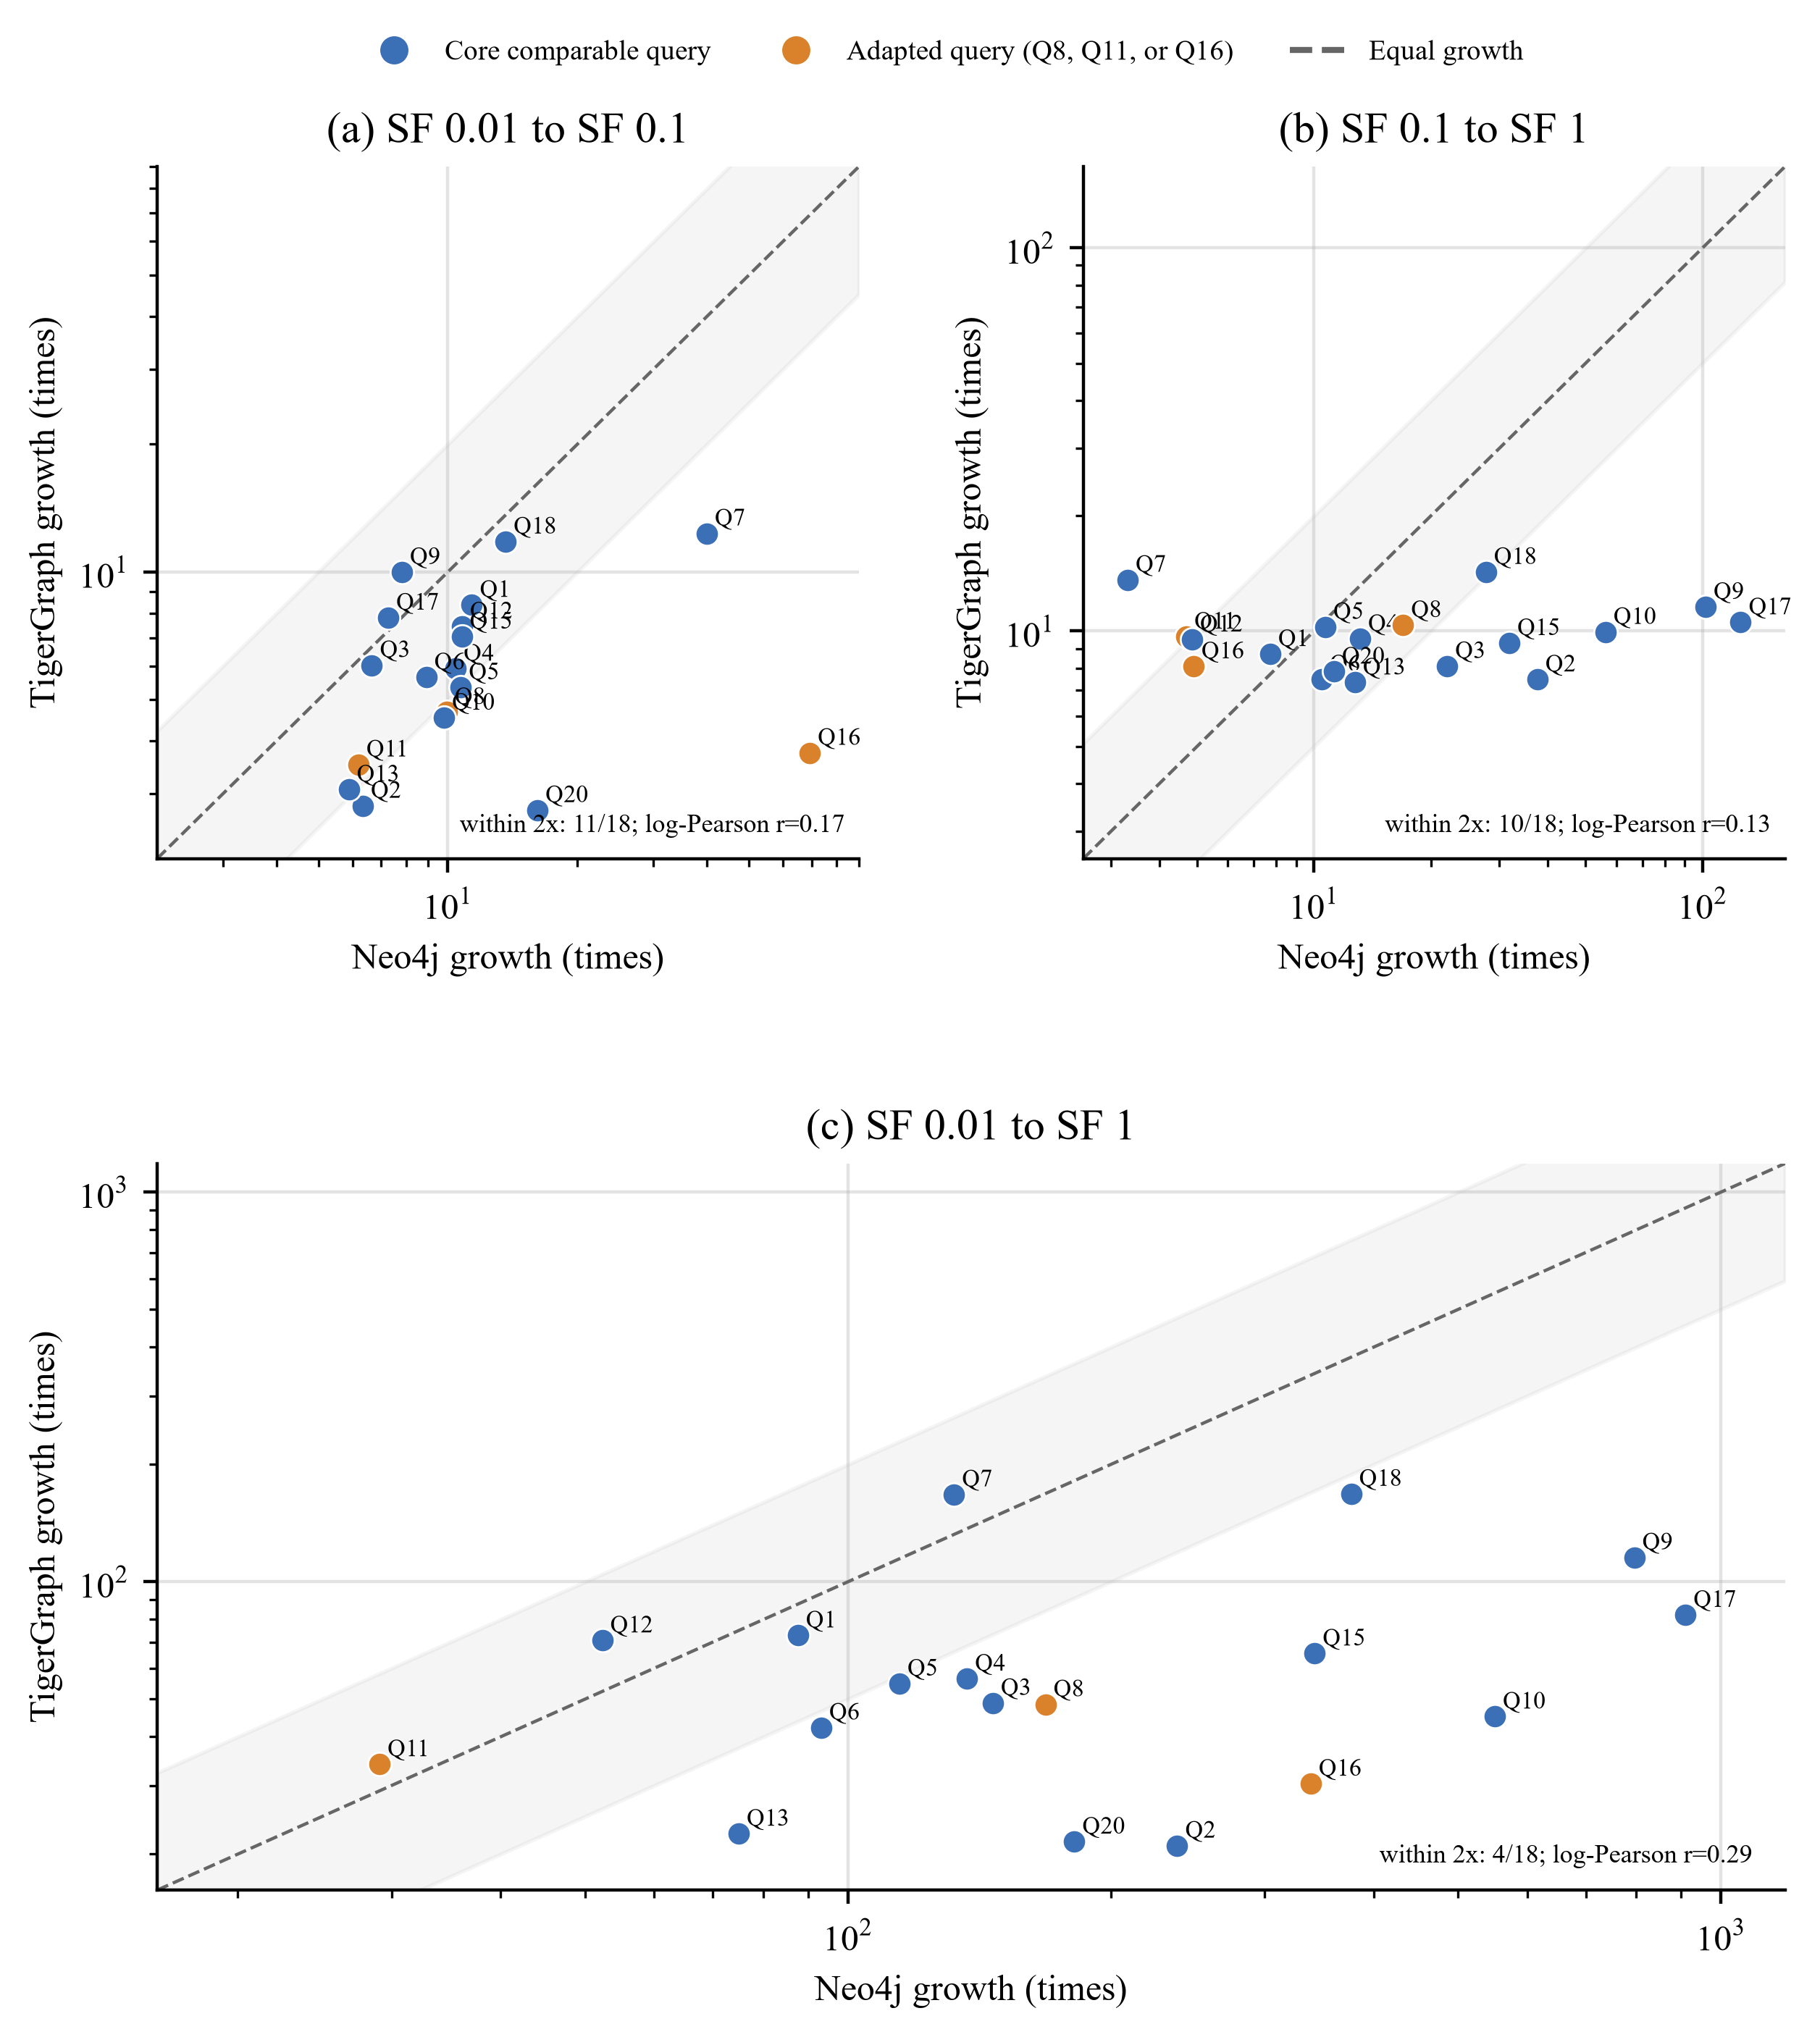 Core comparable query
Adapted query (Q8, Q11, or Q16)
Equal growth
(a) SF 0.01 to SF 0.1
TigerGraph growth (times)
10^1
Q7
Q18
Q9
Q1
Q12
Q15
Q17
Q3
Q4
Q6
Q5
Q8
Q10
Q11
Q13
Q2
Q16
Q20
within 2x: 11/18; log-Pearson r=0.17
10^1
Neo4j growth (times)
(b) SF 0.1 to SF 1
TigerGraph growth (times)
10^2
10^1
Q7
Q18
Q9
Q17
Q11
Q12
Q5
Q4
Q8
Q10
Q15
Q16
Q1
Q6
Q20
Q13
Q3
Q2
within 2x: 10/18; log-Pearson r=0.13
10^1
10^2
Neo4j growth (times)
(c) SF 0.01 to SF 1
TigerGraph growth (times)
10^3
10^2
Q7
Q18
Q9
Q17
Q12
Q1
Q15
Q5
Q4
Q3
Q8
Q6
Q10
Q11
Q16
Q13
Q20
Q2
within 2x: 4/18; log-Pearson r=0.29
10^2
10^3
Neo4j growth (times)